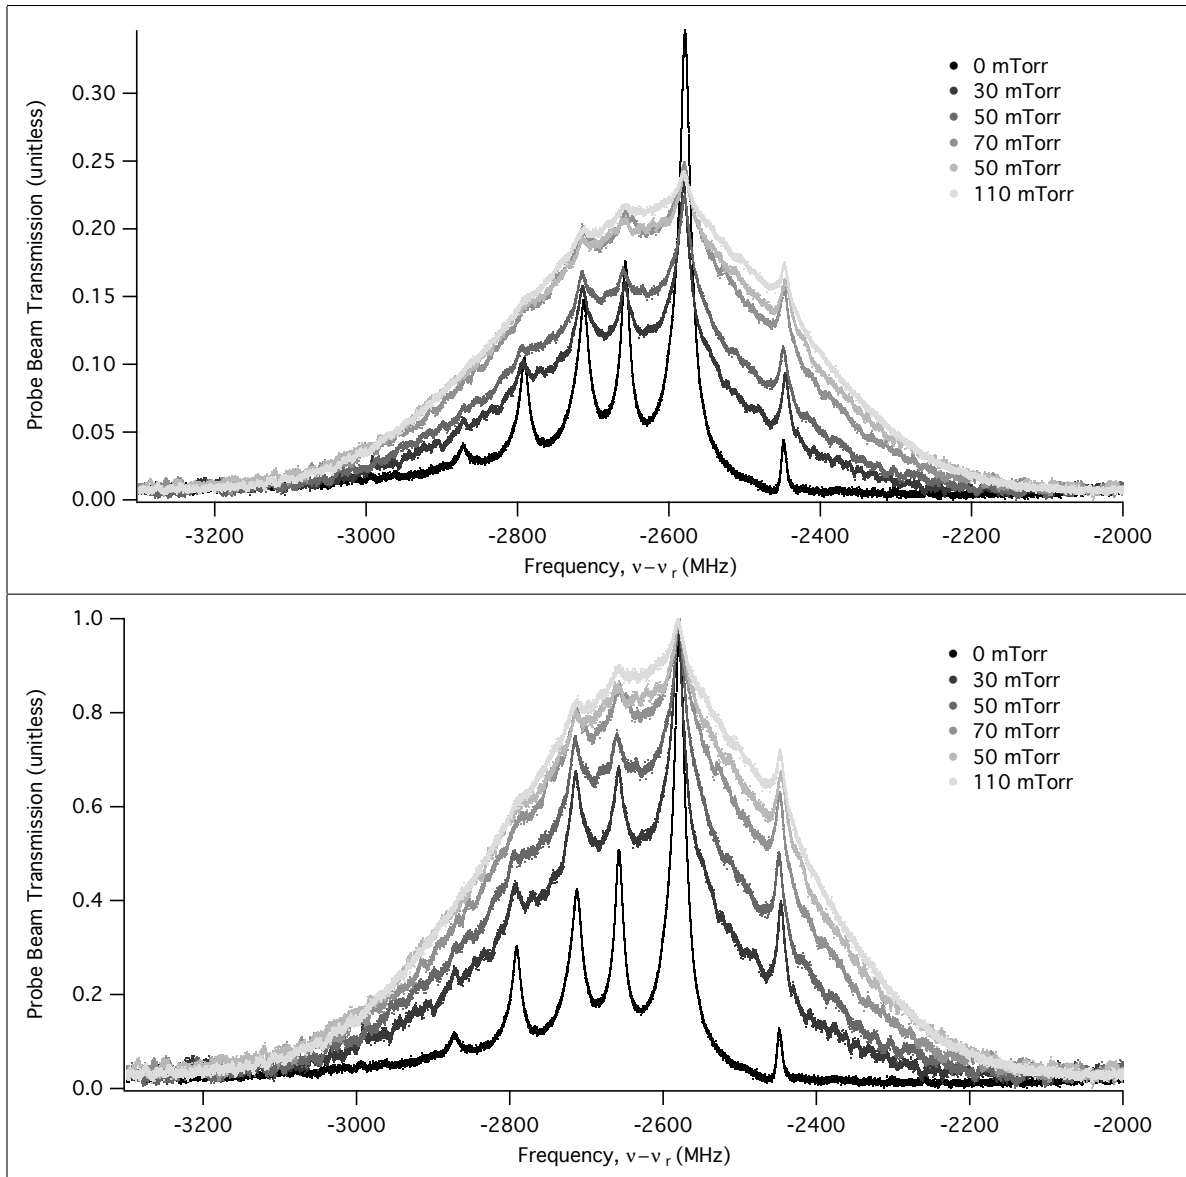 Probe Beam Transmission (unitless)
0.30
0.25
0.20
0.15
0.10
0.05
0.00
0 mTorr
30 mTorr
50 mTorr
70 mTorr
50 mTorr
110 mTorr
-3200 -3000 -2800 -2600 -2400 -2200 -2000
Frequency, ν−ν r (MHz)
Probe Beam Transmission (unitless)
1.0
0.8
0.6
0.4
0.2
0.0
0 mTorr
30 mTorr
50 mTorr
70 mTorr
50 mTorr
110 mTorr
-3200 -3000 -2800 -2600 -2400 -2200 -2000
Frequency, ν−ν r (MHz)